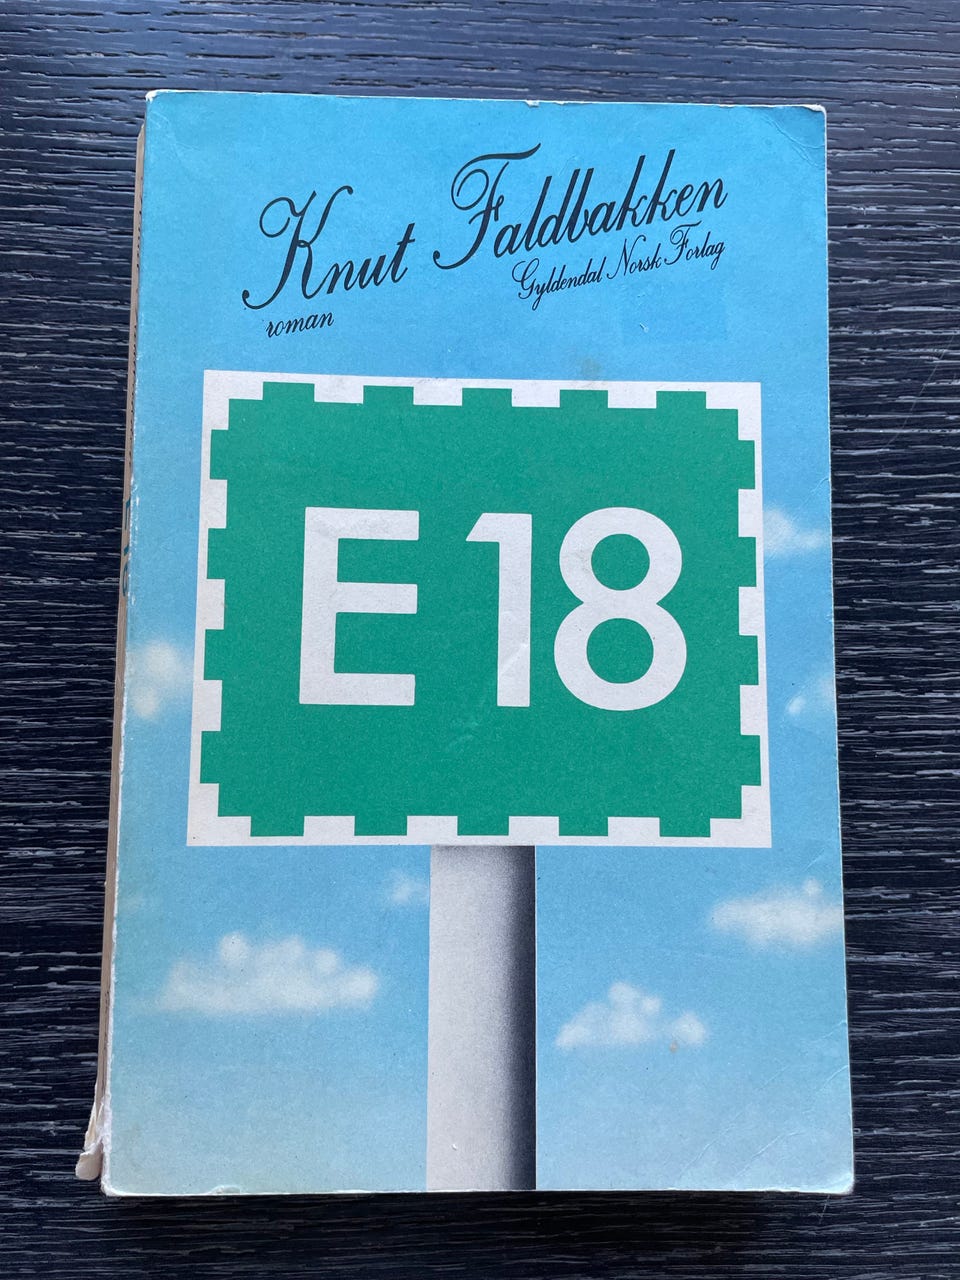 Knut Faldbakken
Gyldendal Norsk Forlag
roman
E18